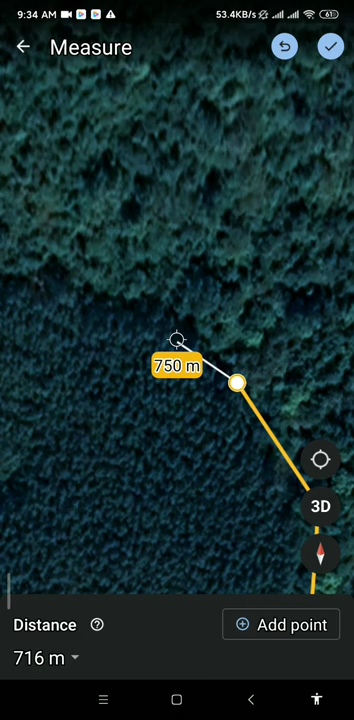 9:34 AM 53.4KB/s 61
Measure
750 m
3D
Distance
Add point
716 m